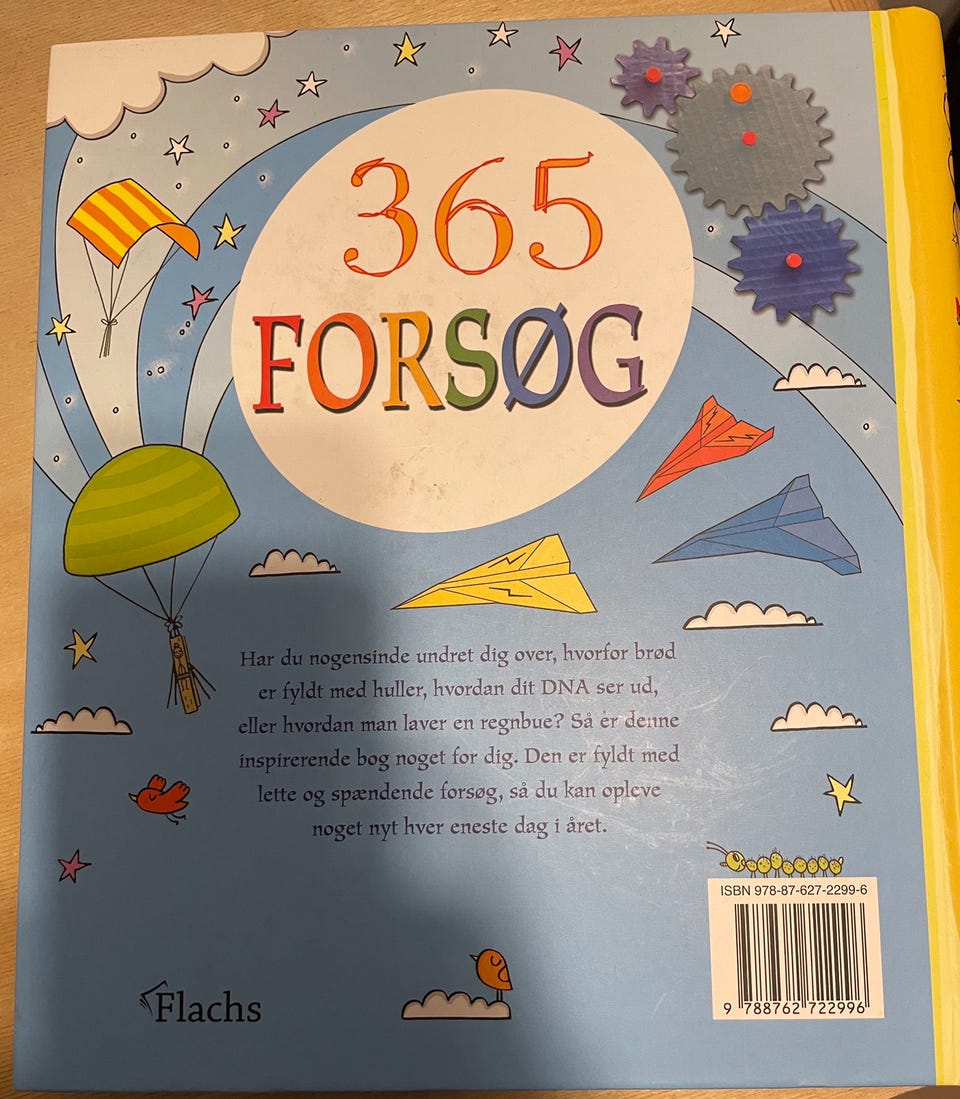 365
FORSØG
Har du nogensinde undret dig over, hvorfor brød
er fyldt med huller, hvordan dit DNA ser ud,
eller hvordan man laver en regnbue? Så er denne
inspirerende bog noget for dig. Den er fyldt med
lette og spændende forsøg, så du kan opleve
noget nyt hver eneste dag i året.
ISBN 978-87-627-2299-6
9 788762 722996
Flachs